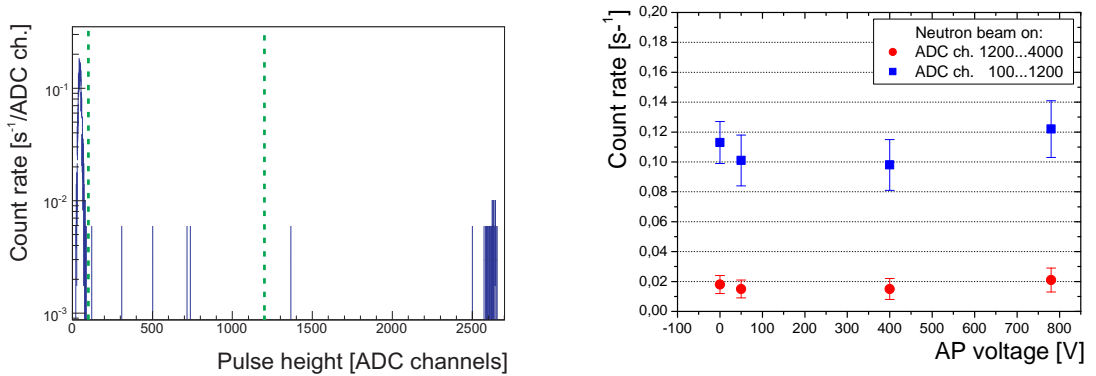 Count rate [s⁻¹/ADC ch.]
10⁻¹
10⁻²
10⁻³
0 500 1000 1500 2000 2500
Pulse height [ADC channels]
Count rate [s-¹]
0,20
0,18
0,16
0,14
0,12
0,10
0,08
0,06
0,04
0,02
0,00
-100 0 100 200 300 400 500 600 700 800
AP voltage [V]
Neutron beam on:
ADC ch. 1200...4000
ADC ch. 100...1200